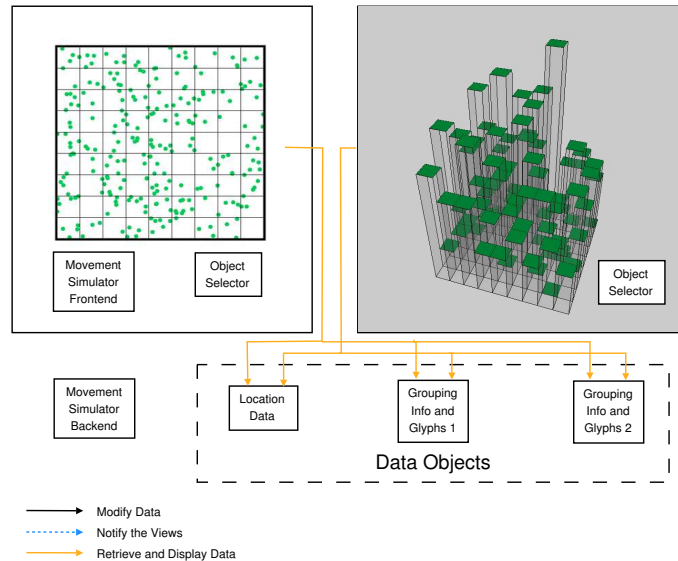 Movement
Simulator
Frontend
Object
Selector
Object
Selector
Movement
Simulator
Backend
Location
Data
Grouping
Info and
Glyphs 1
Grouping
Info and
Glyphs 2
Data Objects
Modify Data
Notify the Views
Retrieve and Display Data